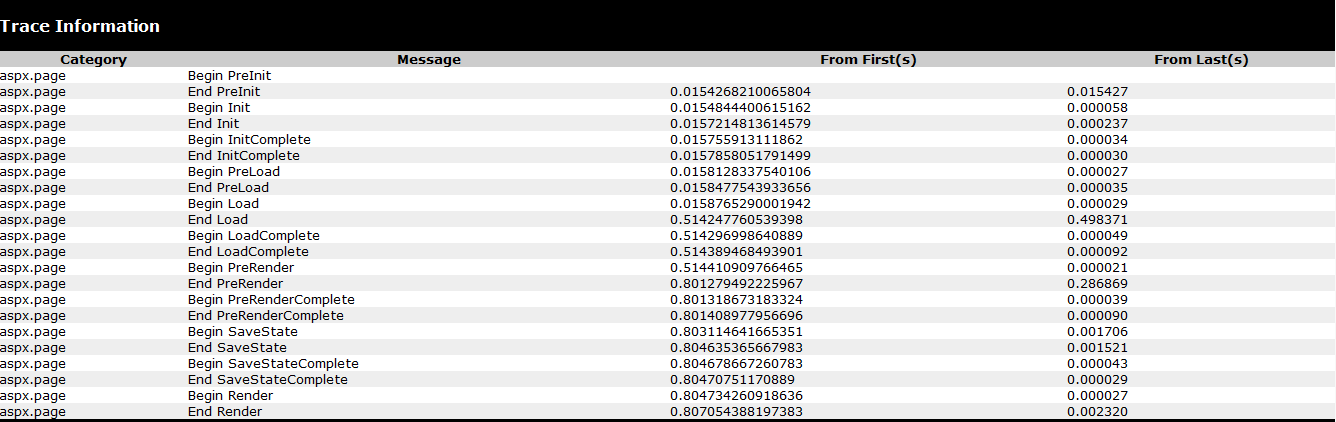 Trace Information
Category Message From First(s) From Last(s)
aspx.page Begin PreInit
aspx.page End PreInit 0.0154268210065804 0.015427
aspx.page Begin Init 0.0154844400615162 0.000058
aspx.page End Init 0.0157214813614579 0.000237
aspx.page Begin InitComplete 0.015755913111862 0.000034
aspx.page End InitComplete 0.0157858051791499 0.000030
aspx.page Begin PreLoad 0.0158128337540106 0.000027
aspx.page End PreLoad 0.0158477543933656 0.000035
aspx.page Begin Load 0.0158765290001942 0.000029
aspx.page End Load 0.514247760539398 0.498371
aspx.page Begin LoadComplete 0.514296998640889 0.000049
aspx.page End LoadComplete 0.514389468493901 0.000092
aspx.page Begin PreRender 0.514410909766465 0.000021
aspx.page End PreRender 0.801279492225967 0.286869
aspx.page Begin PreRenderComplete 0.801318673183324 0.000039
aspx.page End PreRenderComplete 0.801408977956696 0.000090
aspx.page Begin SaveState 0.803114641665351 0.001706
aspx.page End SaveState 0.804635365667983 0.001521
aspx.page Begin SaveStateComplete 0.804678667260783 0.000043
aspx.page End SaveStateComplete 0.80470751170889 0.000029
aspx.page Begin Render 0.804734260918636 0.000027
aspx.page End Render 0.807054388197383 0.002320